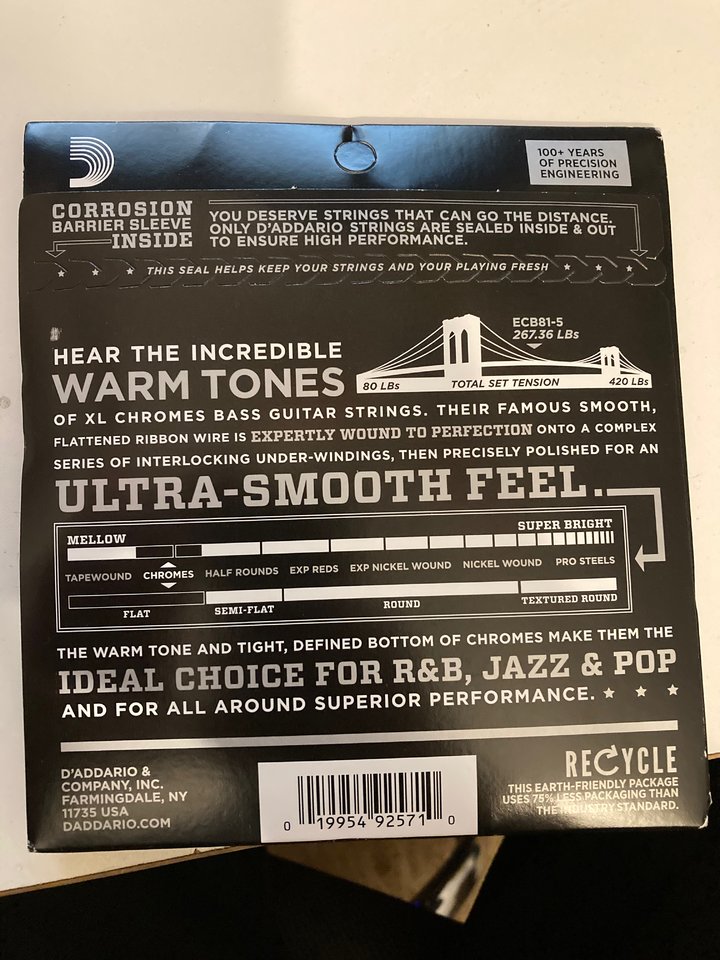 100+ YEARS
OF PRECISION
ENGINEERING
CORROSION
BARRIER SLEEVE
INSIDE
YOU DESERVE STRINGS THAT CAN GO THE DISTANCE.
ONLY D'ADDARIO STRINGS ARE SEALED INSIDE & OUT
TO ENSURE HIGH PERFORMANCE.
THIS SEAL HELPS KEEP YOUR STRINGS AND YOUR PLAYING FRESH
ECB81-5
267.36 LBs
80 LBs TOTAL SET TENSION 420 LBs
HEAR THE INCREDIBLE
WARM TONES
OF XL CHROMES BASS GUITAR STRINGS. THEIR FAMOUS SMOOTH,
FLATTENED RIBBON WIRE IS EXPERTLY WOUND TO PERFECTION ONTO A COMPLEX
SERIES OF INTERLOCKING UNDER-WINDINGS, THEN PRECISELY POLISHED FOR AN
ULTRA-SMOOTH FEEL.
MELLOW SUPER BRIGHT
TAPEWOUND CHROMES HALF ROUNDS EXP REDS EXP NICKEL WOUND NICKEL WOUND PRO STEELS
FLAT SEMI-FLAT ROUND TEXTURED ROUND
THE WARM TONE AND TIGHT, DEFINED BOTTOM OF CHROMES MAKE THEM THE
IDEAL CHOICE FOR R&B, JAZZ & POP
AND FOR ALL AROUND SUPERIOR PERFORMANCE.
D'ADDARIO &
COMPANY, INC.
FARMINGDALE, NY
11735 USA
DADDARIO.COM
0 19954 92571 0
RECYCLE
THIS EARTH-FRIENDLY PACKAGE
USES 75% LESS PACKAGING THAN
THE INDUSTRY STANDARD.